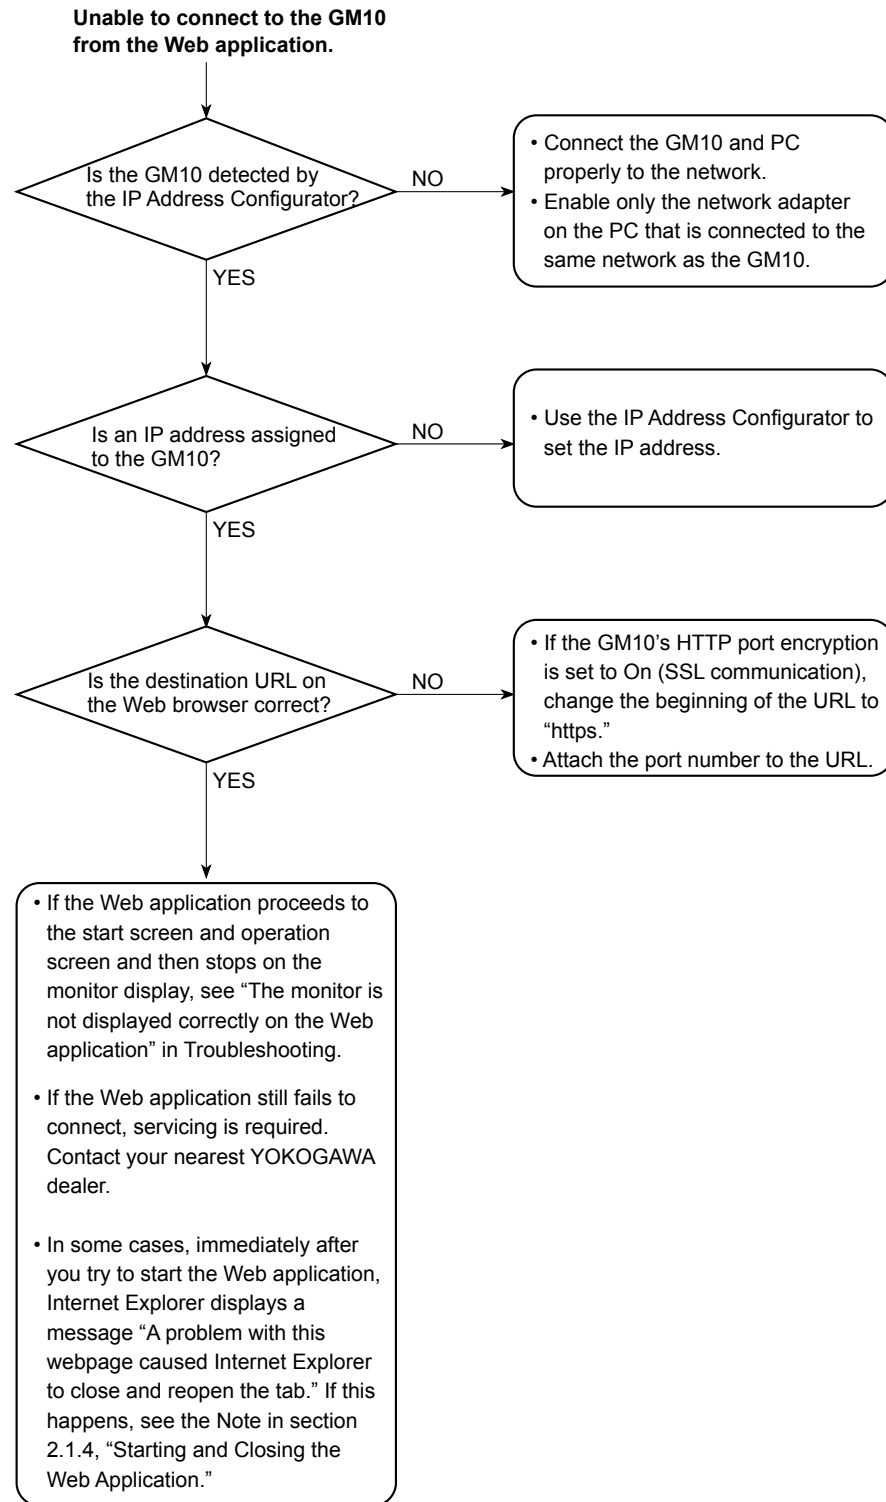 Unable to connect to the GM10
from the Web application.
Is the GM10 detected by
the IP Address Configurator?
NO
• Connect the GM10 and PC
properly to the network.
• Enable only the network adapter
on the PC that is connected to the
same network as the GM10.
YES
Is an IP address assigned
to the GM10?
NO
• Use the IP Address Configurator to
set the IP address.
YES
Is the destination URL on
the Web browser correct?
NO
• If the GM10’s HTTP port encryption
is set to On (SSL communication),
change the beginning of the URL to
“https.”
• Attach the port number to the URL.
YES
• If the Web application proceeds to
the start screen and operation
screen and then stops on the
monitor display, see “The monitor is
not displayed correctly on the Web
application” in Troubleshooting.
• If the Web application still fails to
connect, servicing is required.
Contact your nearest YOKOGAWA
dealer.
• In some cases, immediately after
you try to start the Web application,
Internet Explorer displays a
message “A problem with this
webpage caused Internet Explorer
to close and reopen the tab.” If this
happens, see the Note in section
2.1.4, “Starting and Closing the
Web Application.”